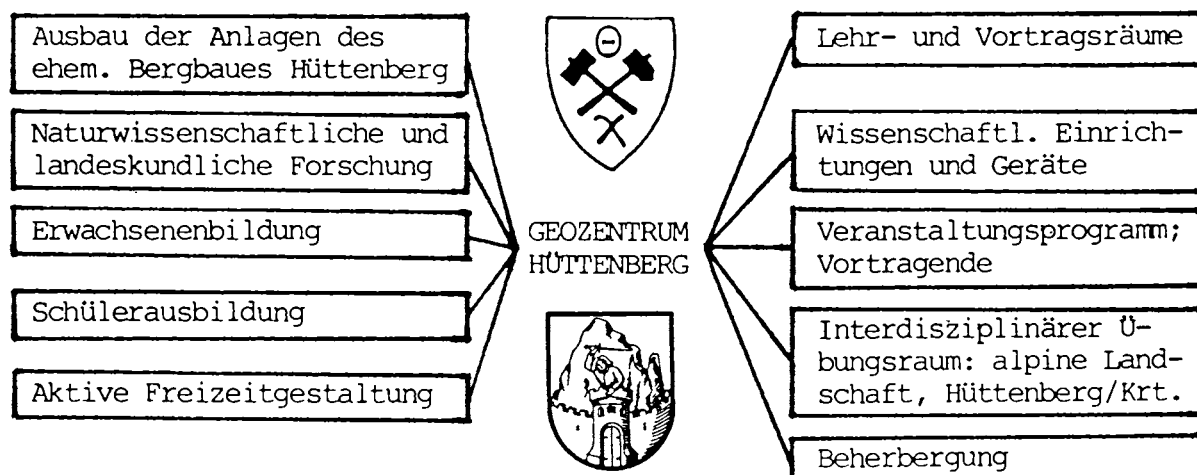 Ausbau der Anlagen des
ehem. Bergbaues Hüttenberg
Naturwissenschaftliche und
landeskundliche Forschung
Erwachsenenbildung
Schülerausbildung
Aktive Freizeitgestaltung
GEOZENTRUM
HÜTTENBERG
Lehr- und Vortragsräume
Wissenschaftl. Einrich-
tungen und Geräte
Veranstaltungsprogramm;
Vortragende
Interdisziplinärer Ü-
bungsraum: alpine Land-
schaft, Hüttenberg/Krt.
Beherbergung